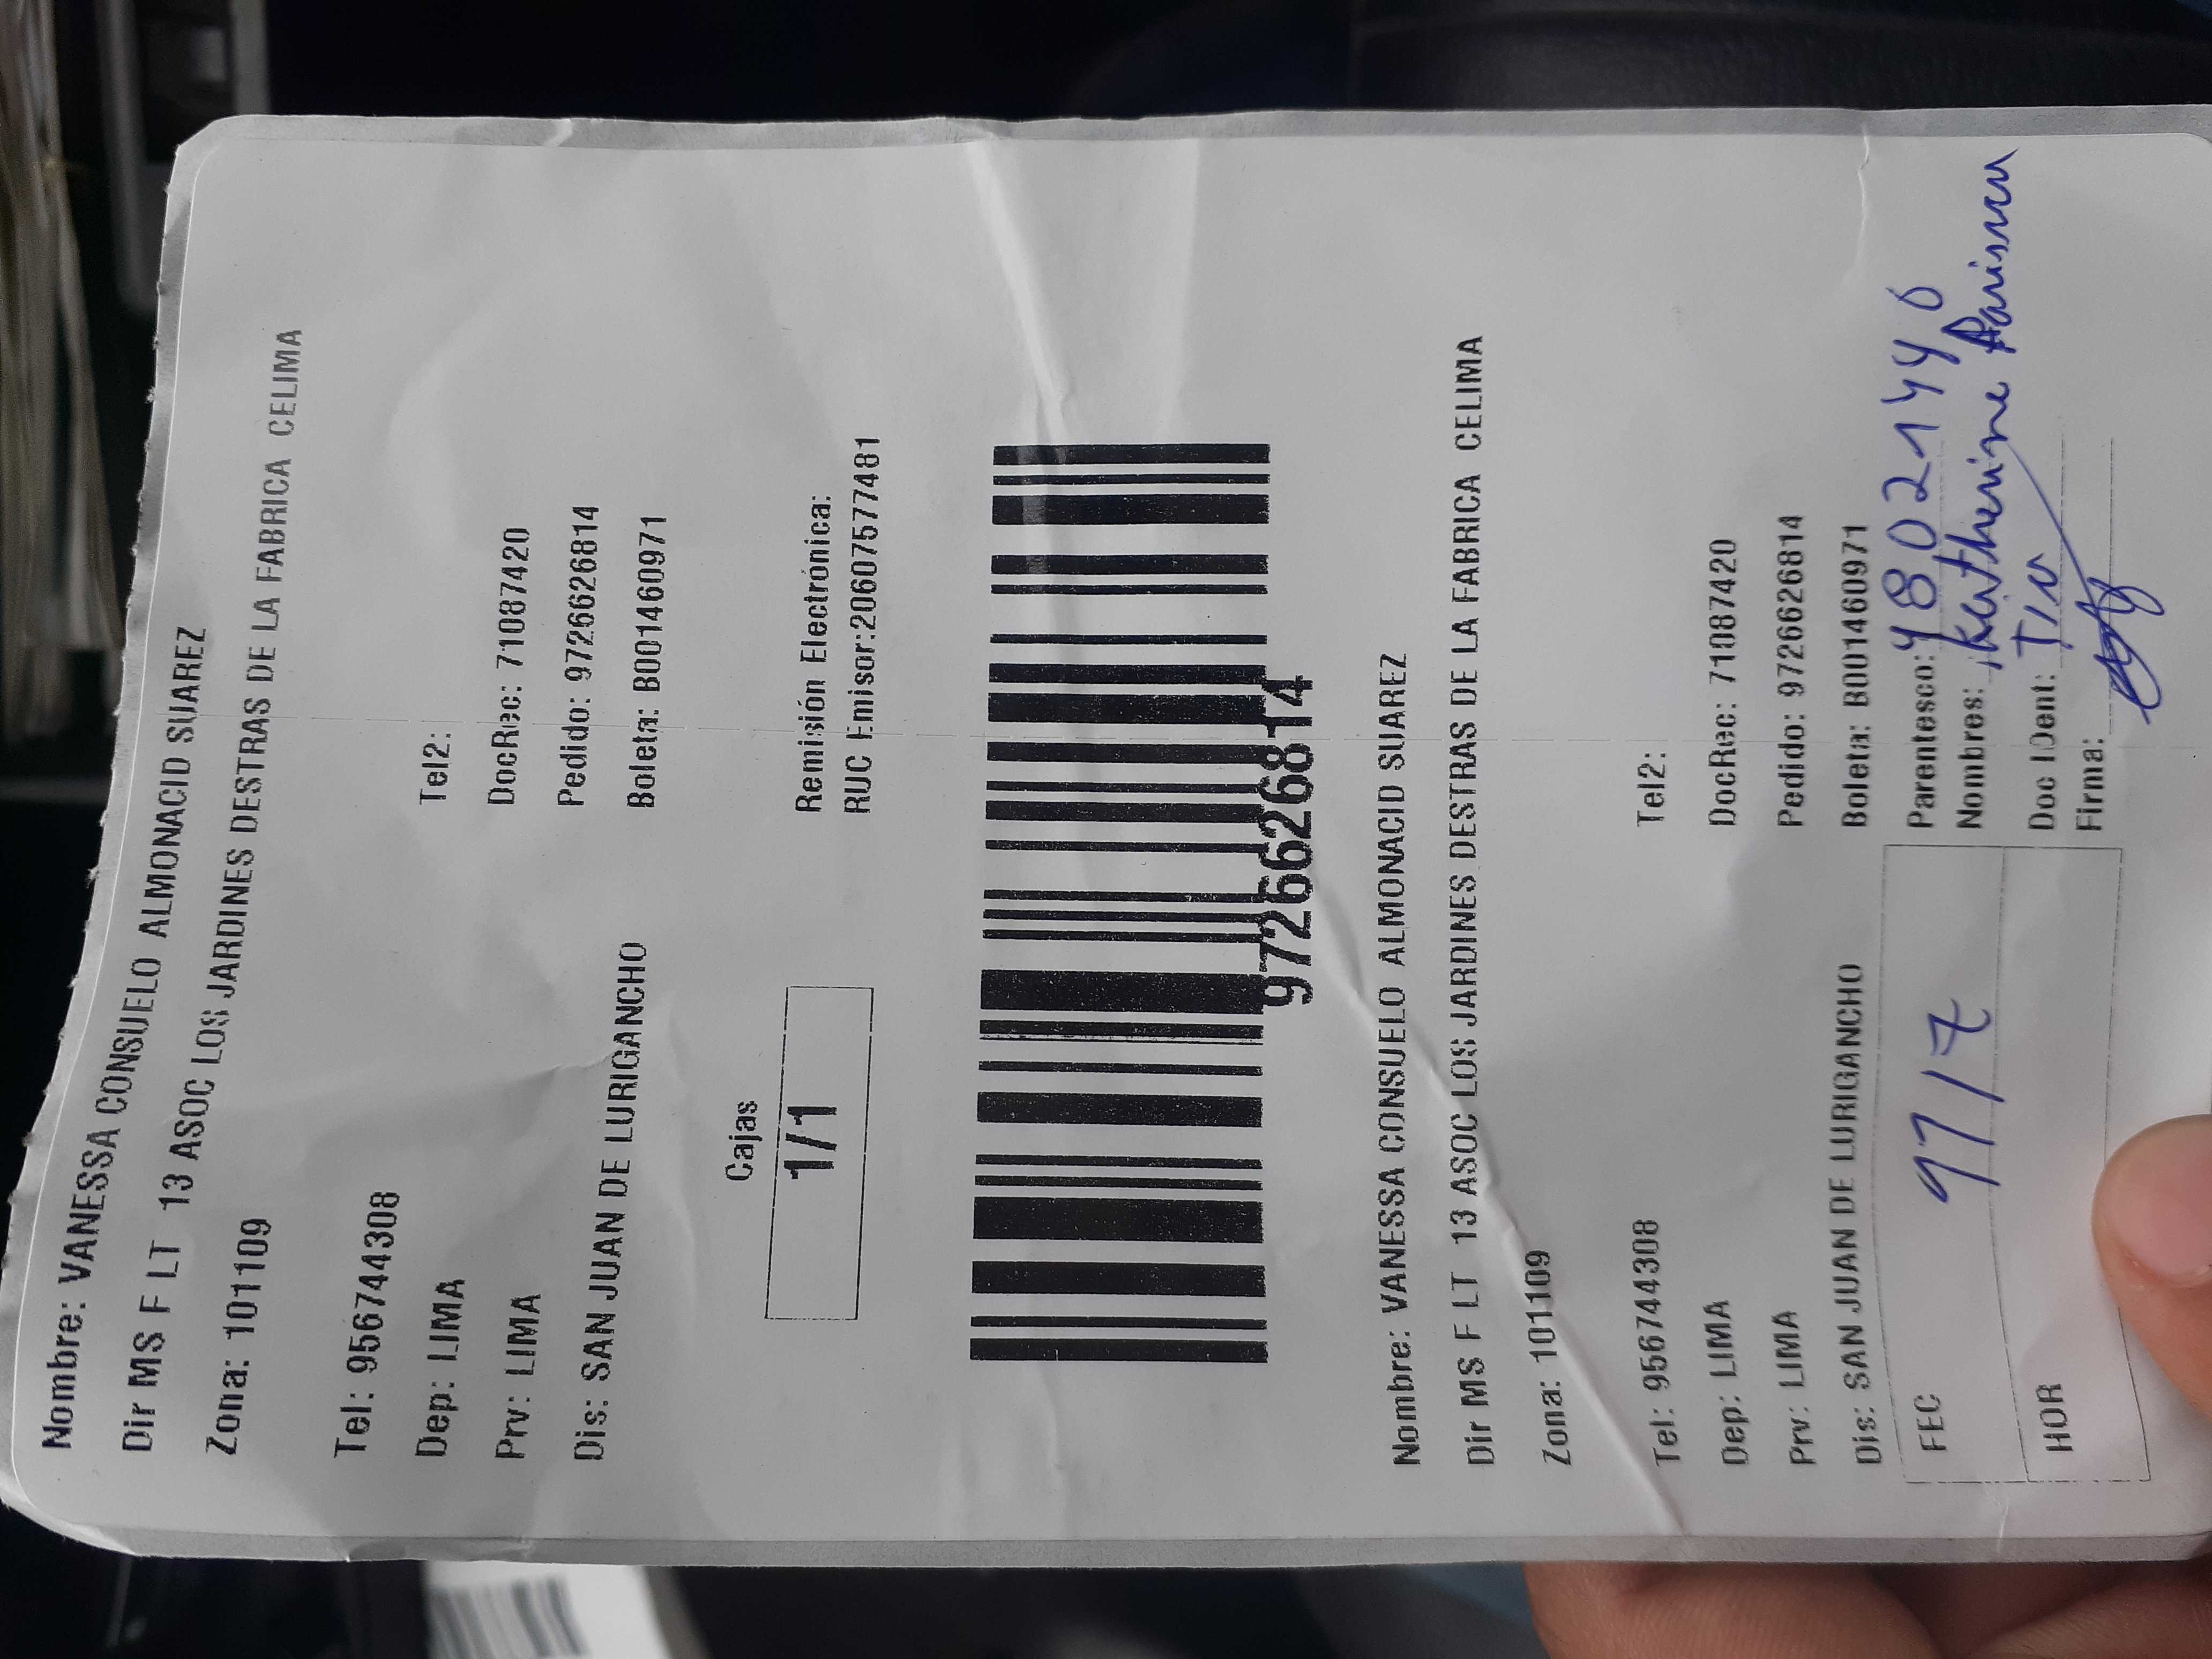 Nombre: VANESSA CONSUELO ALMONACID SUAREZ
Dir MS F LT 13 ASOC LOS JARDINES DESTRAS DE LA FABRICA CELIMA
Zona: 101109
Tel: 956744308 Tel2:
Dep: LIMA DocRec: 71087420
Prv: LIMA Pedido: 9726626814
Dis: SAN JUAN DE LURIGANCHO Boleta: B001460971
Cajas
1/1
Remisión Electrónica:
RUC Emisor:20607577481
9726626814
Nombre: VANESSA CONSUELO ALMONACID SUAREZ
Dir MS F LT 13 ASOC LOS JARDINES DESTRAS DE LA FABRICA CELIMA
Zona: 101109
Tel: 956744308 Tel2:
Dep: LIMA DocRec: 71087420
Prv: LIMA Pedido: 9726626814
Dis: SAN JUAN DE LURIGANCHO Boleta: B001460971
FEC
HOR
Parentesco: 48021440
Nombres: Katherine
Doc IDent:
Firma: